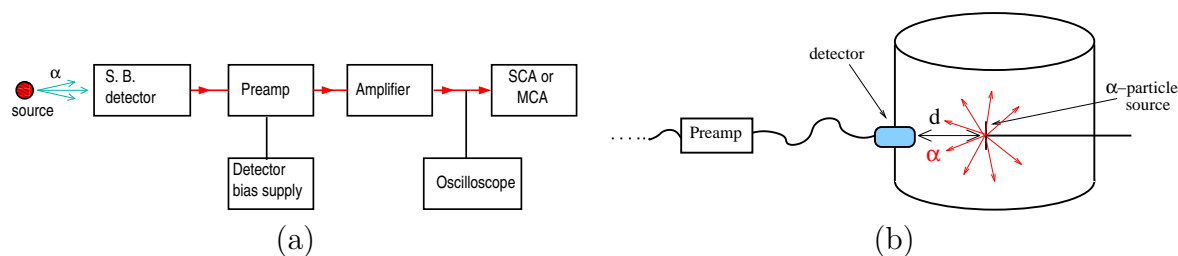 α
source
S. B.
detector
Preamp
Amplifier
SCA or
MCA
Detector
bias supply
Oscilloscope
(a)
detector
α–particle
source
d
α
Preamp
.....
(b)